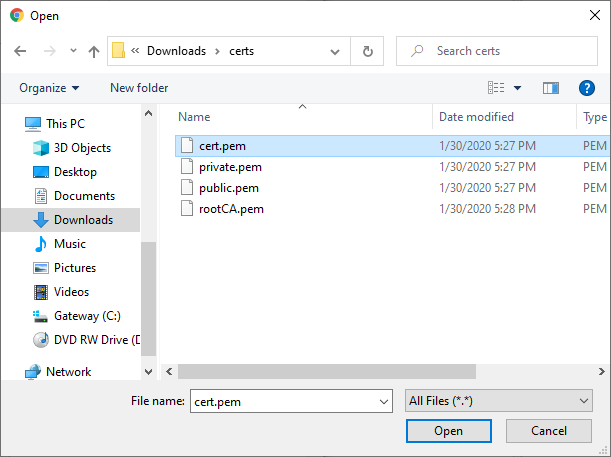 Open
« Downloads › certs
Search certs
Organize
New folder
?
This PC
3D Objects
Desktop
Documents
Downloads
Music
Pictures
Videos
Gateway (C:)
DVD RW Drive (D
Network
Name Date modified Type
cert.pem 1/30/2020 5:27 PM PEM
private.pem 1/30/2020 5:27 PM PEM
public.pem 1/30/2020 5:27 PM PEM
rootCA.pem 1/30/2020 5:28 PM PEM
File name: cert.pem
All Files (*.*)
Open
Cancel